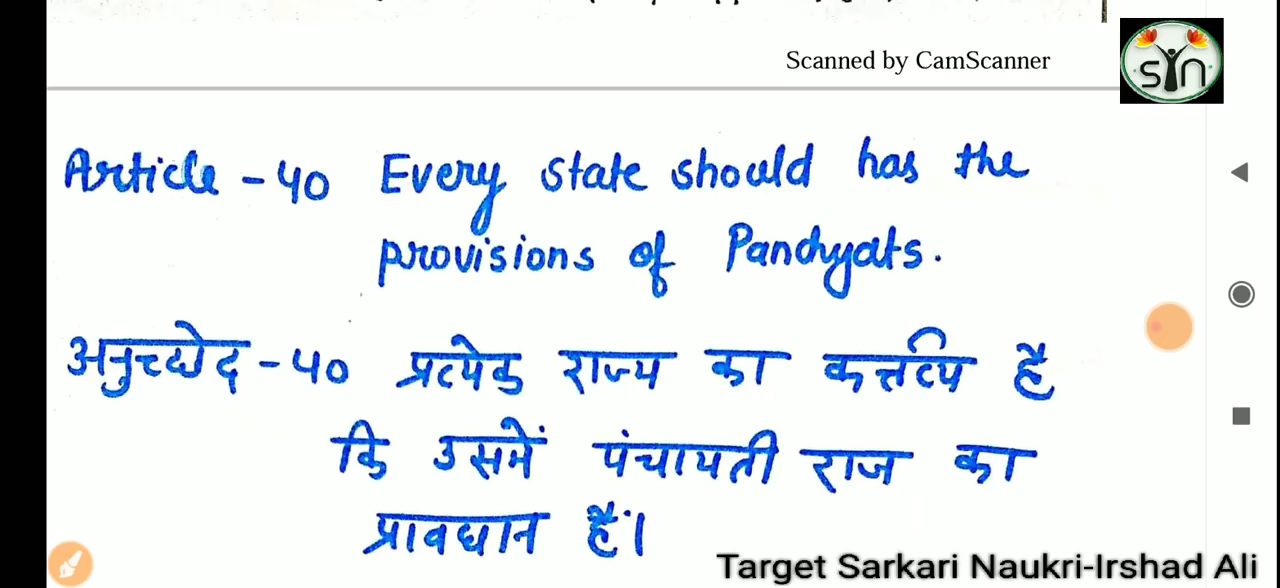 Scanned by CamScanner
SYN
Article - 40 Every state should has the
provisions of Panchyats.
अनुच्छेद - 40 प्रत्येक राज्य का कर्त्तव्य है
कि उसमें पंचायती राज का
प्रावधान हैं।
Target Sarkari Naukri-Irshad Ali